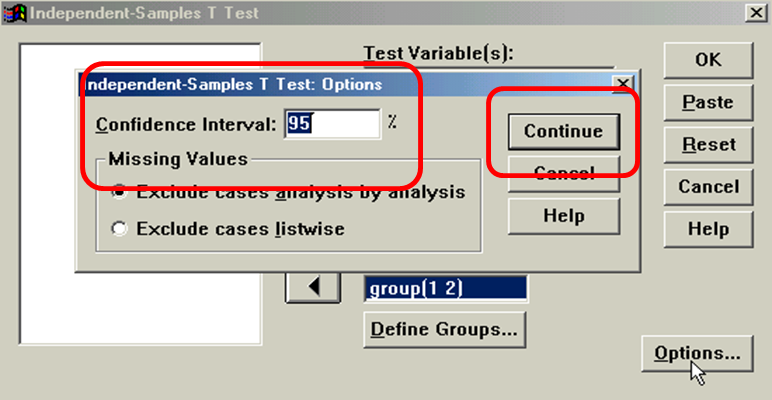 Independent-Samples T Test
Test Variable(s):
OK
Paste
Reset
Cancel
Help
Independent-Samples T Test: Options
Confidence Interval: 95 %
Continue
Cancel
Help
Missing Values
Exclude cases analysis by analysis
Exclude cases listwise
group(1 2)
Define Groups...
Options...